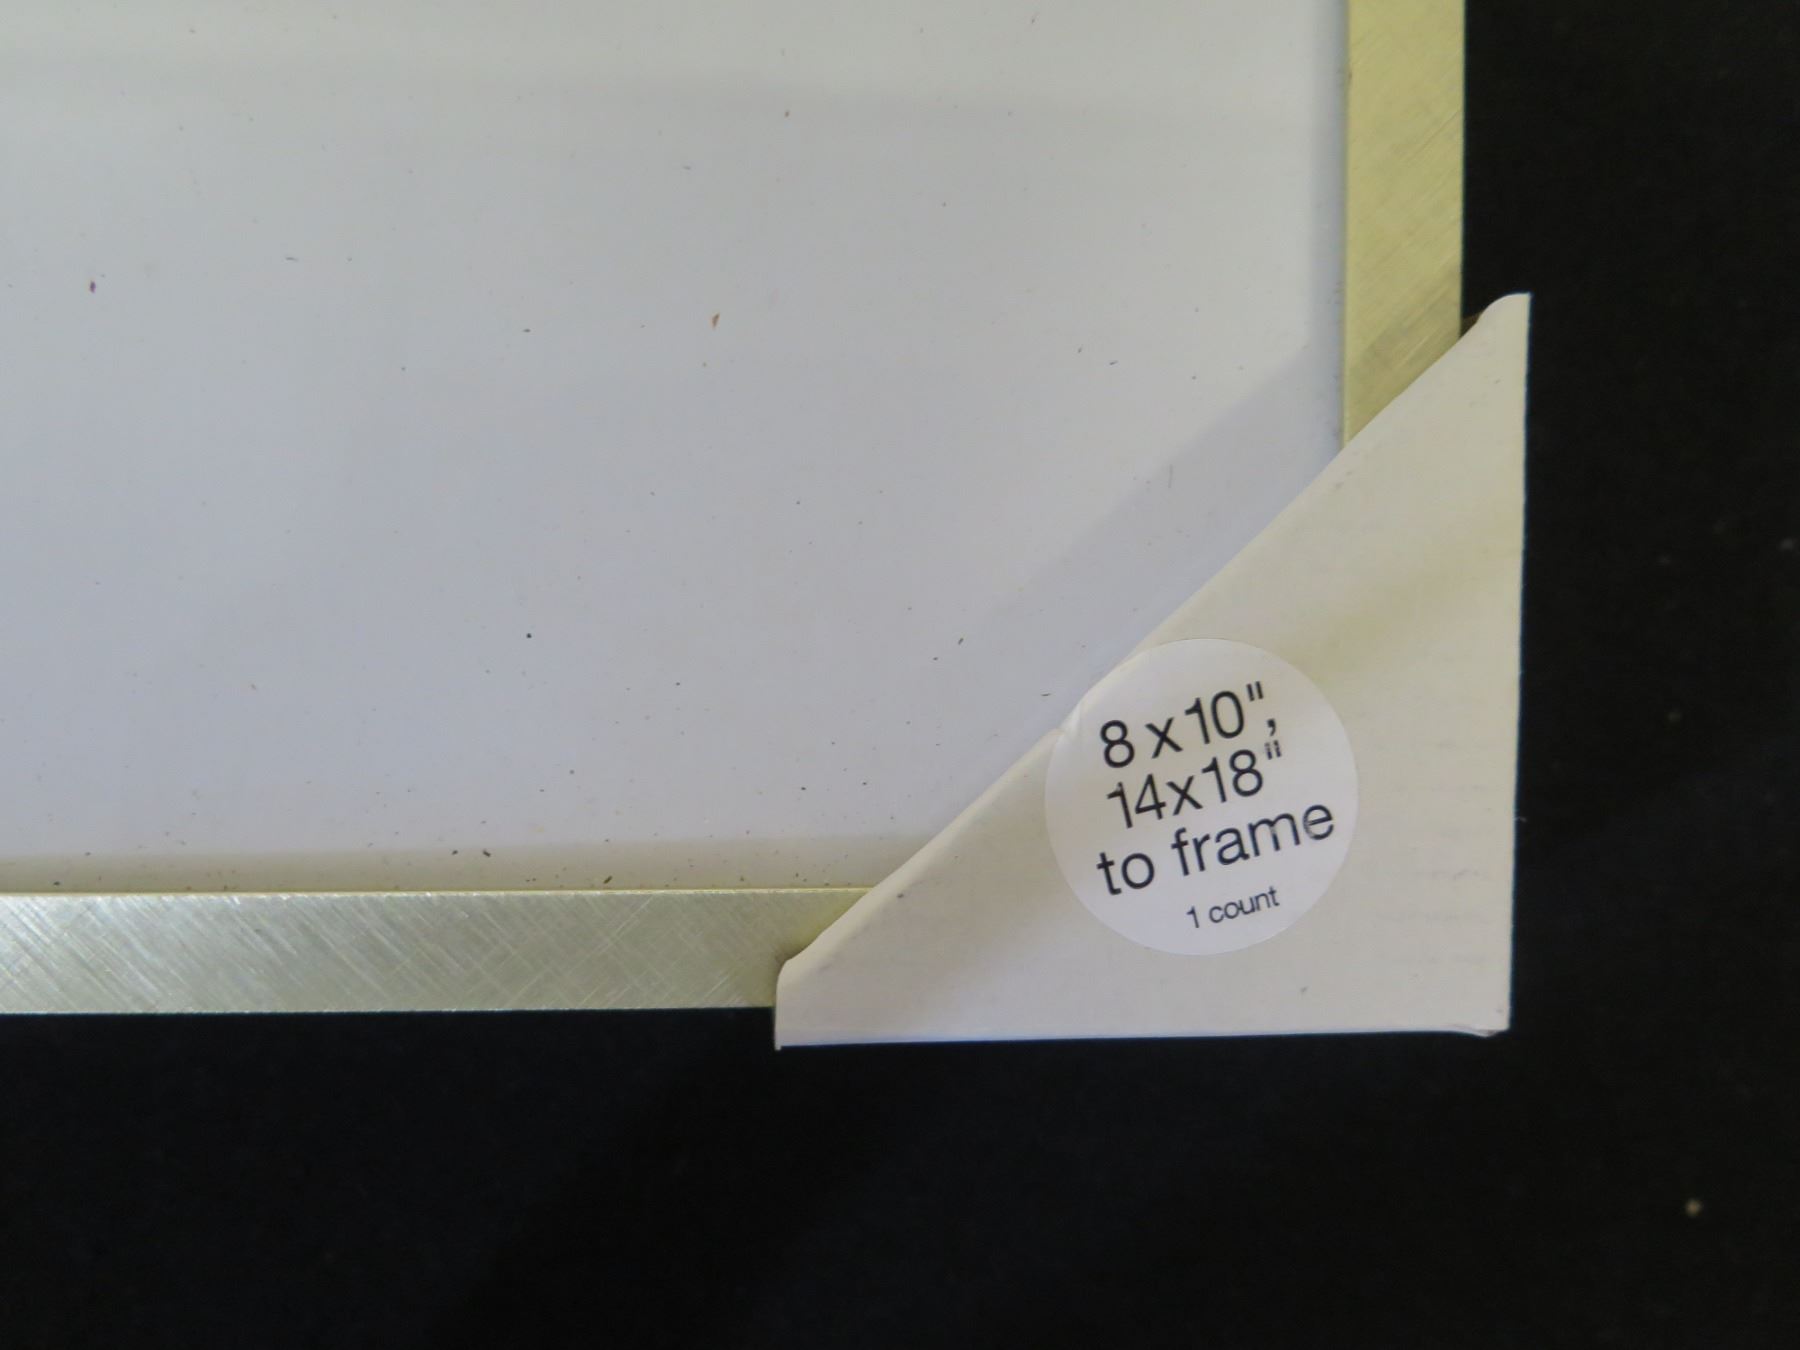 8 x 10",
14x18"
to frame
1 count